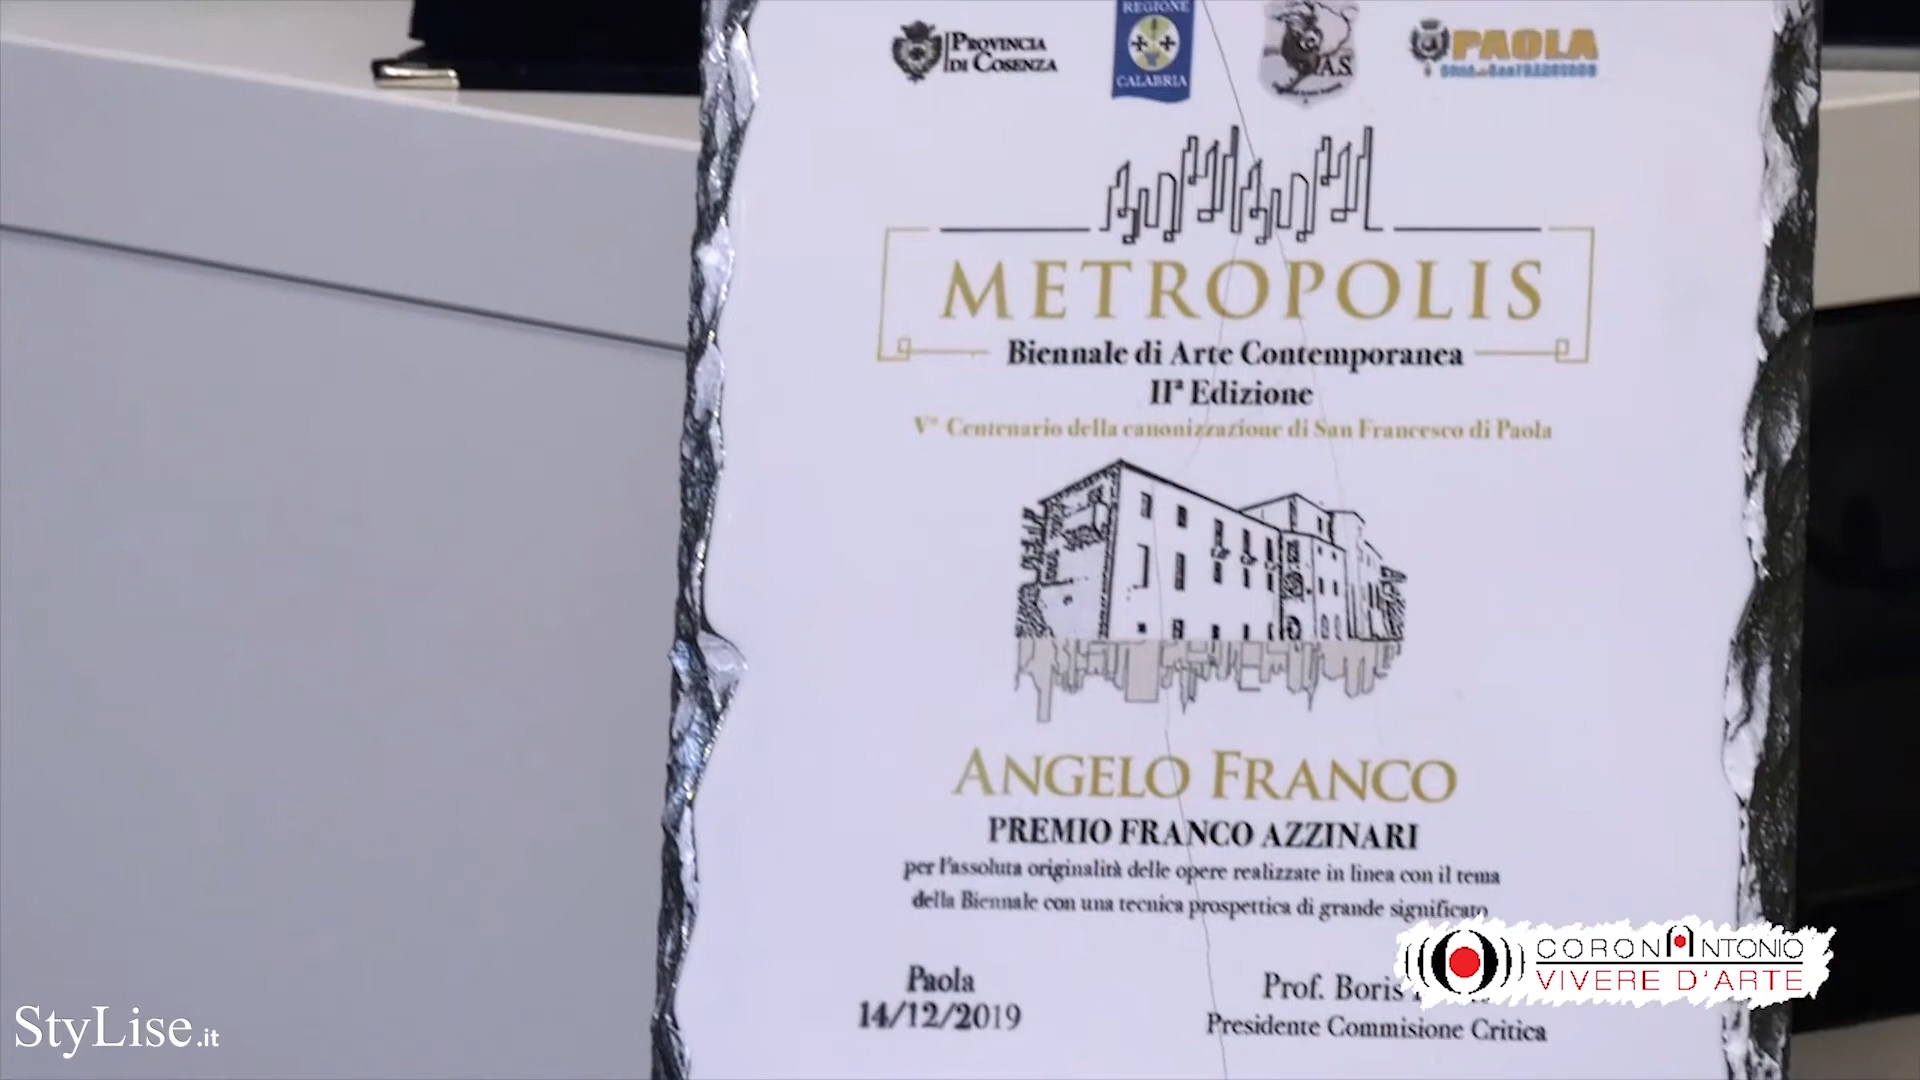 PROVINCIA
DI COSENZA
REGIONE
CALABRIA
A.S.
PAOLA
METROPOLIS
Biennale di Arte Contemporanea
IIª Edizione
V° Centenario della canonizzazione di San Francesco di Paola
ANGELO FRANCO
PREMIO FRANCO AZZINARI
per l'assoluta originalità delle opere realizzate in linea con il tema
della Biennale con una tecnica prospettica di grande significato
Paola
14/12/2019
Prof. Boris
Presidente Commisione Critica
CORONANTONIO
VIVERE D'ARTE
StyLise.it